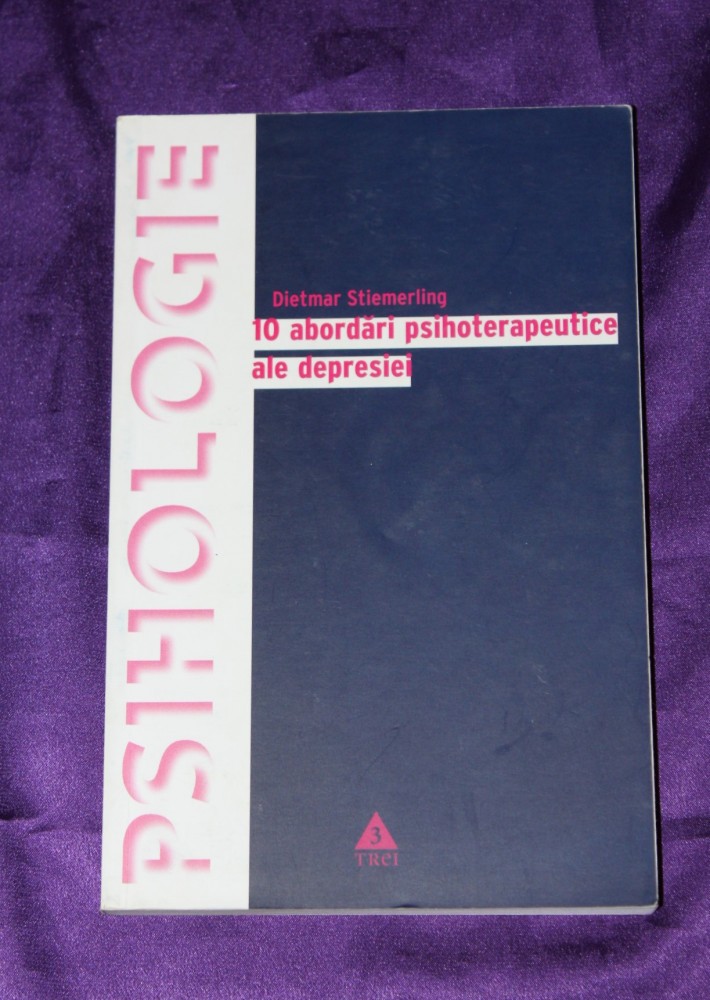 PSIHOLOGIE
Dietmar Stiemerling
10 abordări psihoterapeutice
ale depresiei
3
TREI